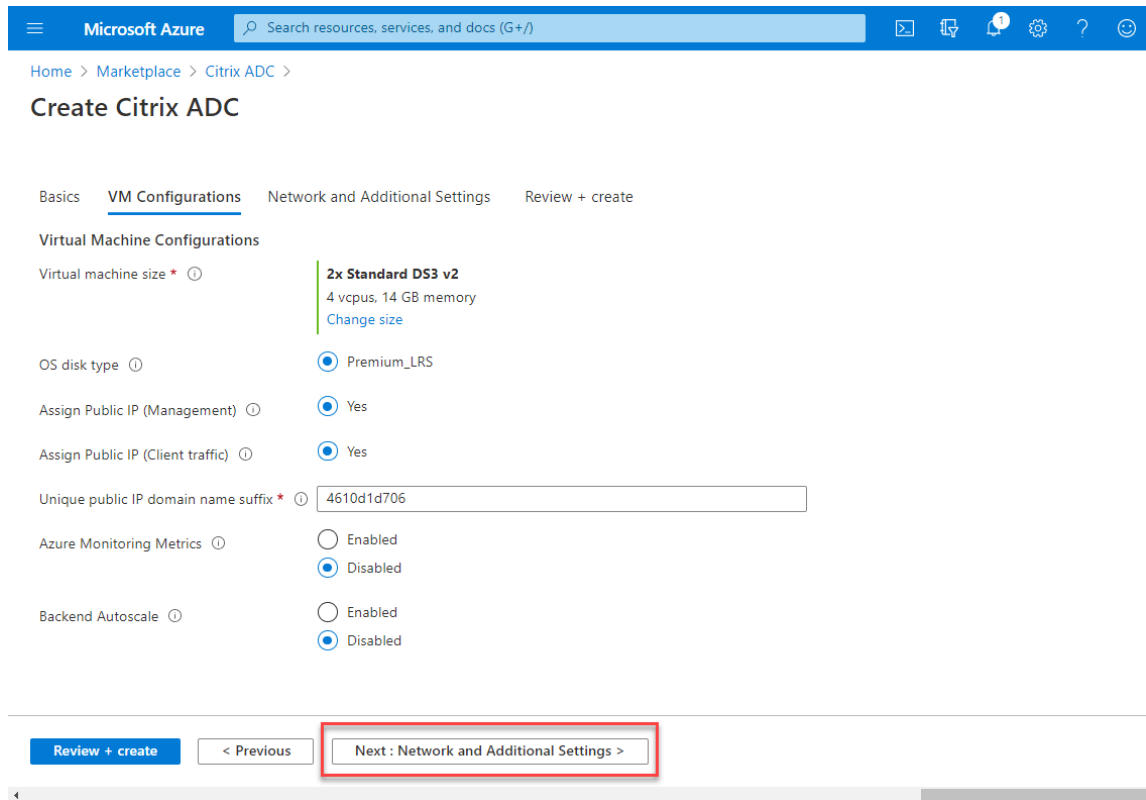 Microsoft Azure
Search resources, services, and docs (G+/)
1
Home > Marketplace > Citrix ADC >
Create Citrix ADC
Basics VM Configurations Network and Additional Settings Review + create
Virtual Machine Configurations
Virtual machine size *
2x Standard DS3 v2
4 vcpus, 14 GB memory
Change size
OS disk type
Premium_LRS
Assign Public IP (Management)
Yes
Assign Public IP (Client traffic)
Yes
Unique public IP domain name suffix *
4610d1d706
Azure Monitoring Metrics
Enabled
Disabled
Backend Autoscale
Enabled
Disabled
Review + create
< Previous
Next : Network and Additional Settings >